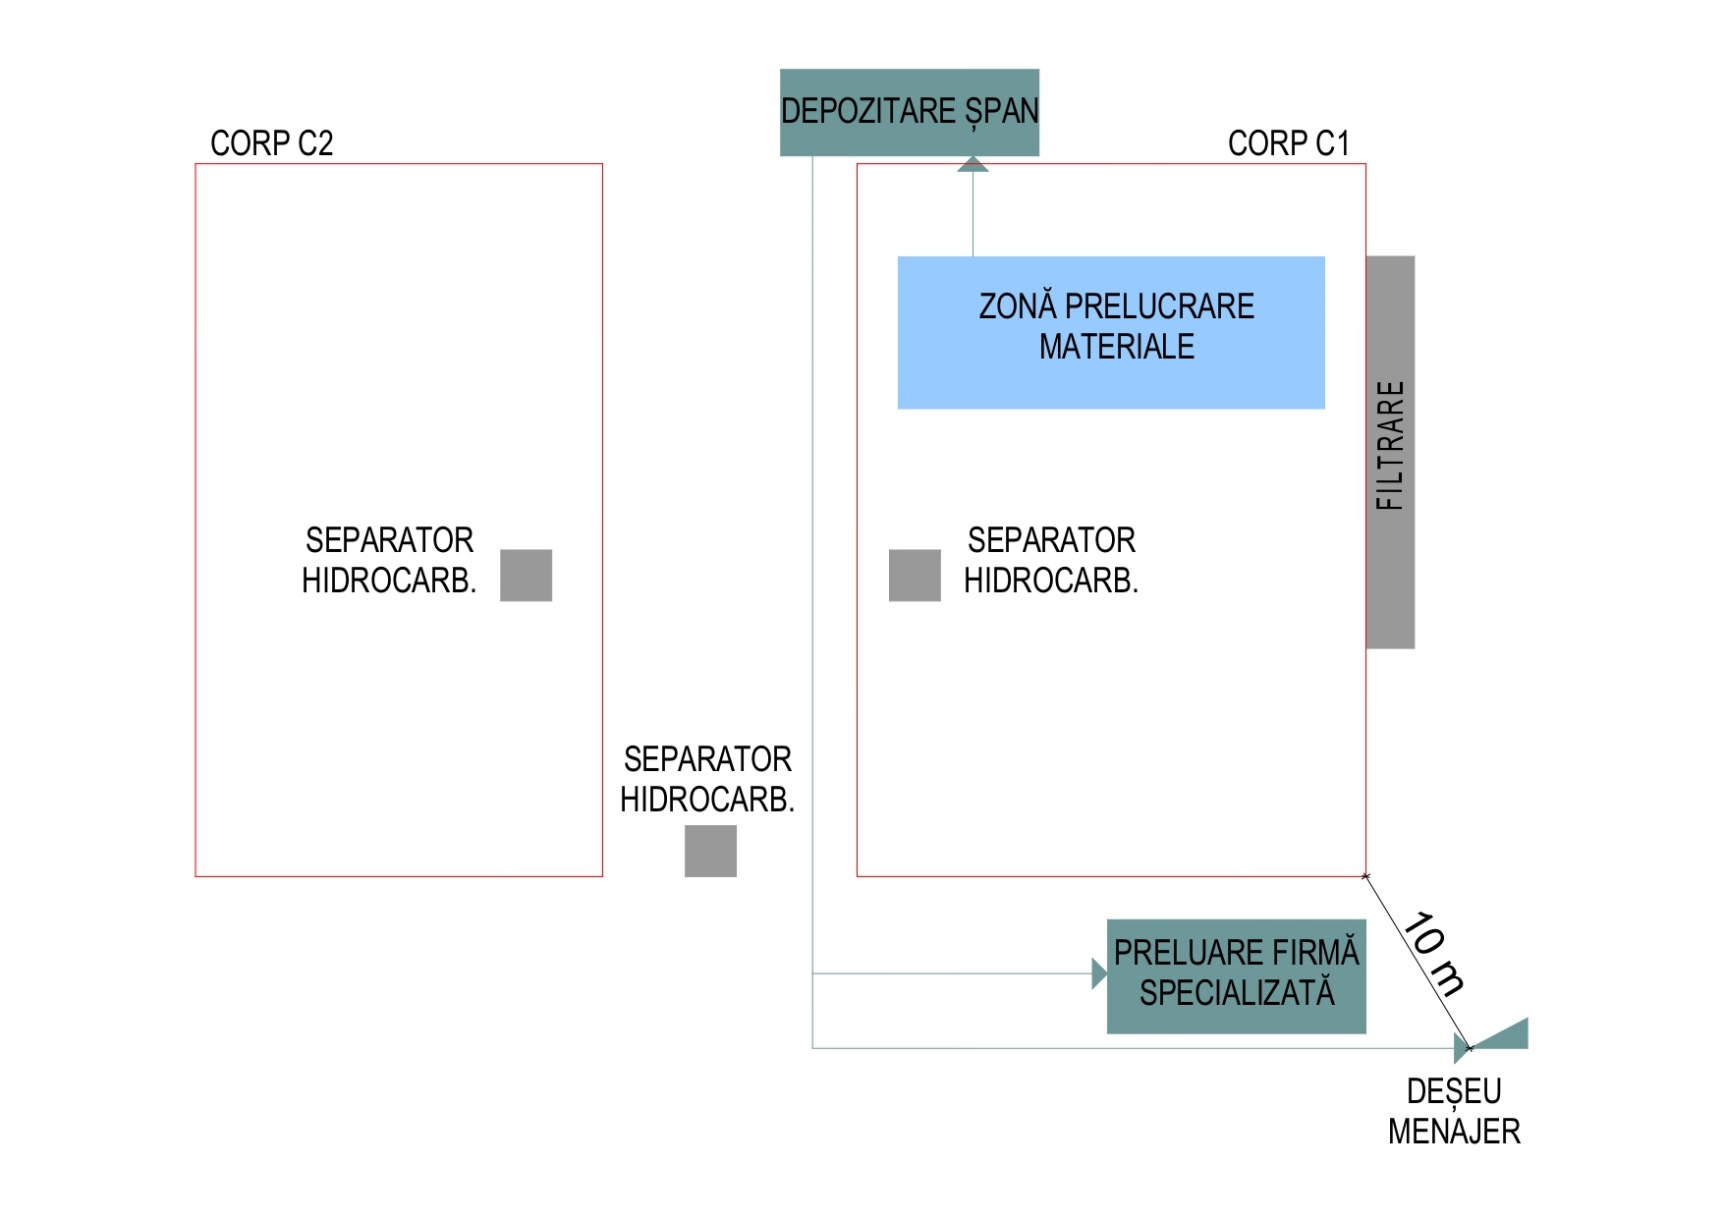 DEPOZITARE ȘPAN
CORP C2
CORP C1
ZONĂ PRELUCRARE
MATERIALE
FILTRARE
SEPARATOR
HIDROCARB.
SEPARATOR
HIDROCARB.
SEPARATOR
HIDROCARB.
PRELUARE FIRMĂ
SPECIALIZATĂ
10 m
DEȘEU
MENAJER